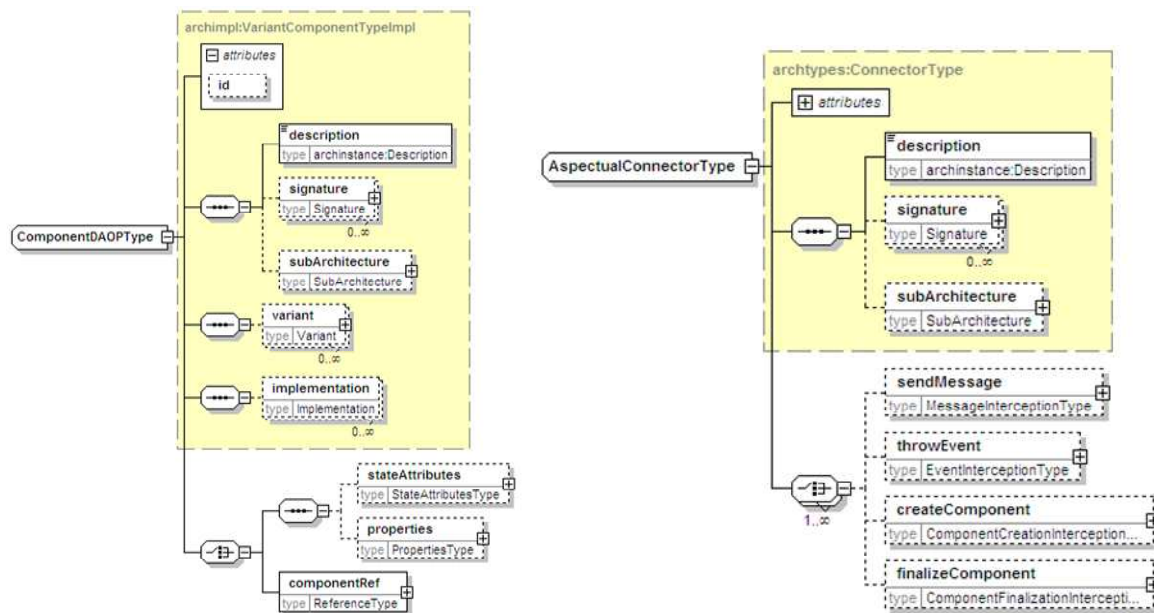 archimpl:VariantComponentTypeImpl
attributes
id
description
type archinstance:Description
signature
type Signature
0..∞
subArchitecture
type SubArchitecture
ComponentDAOPType
variant
type Variant
0..∞
implementation
type Implementation
0..∞
stateAttributes
type StateAttributesType
properties
type PropertiesType
componentRef
type ReferenceType
archtypes:ConnectorType
attributes
AspectualConnectorType
description
type archinstance:Description
signature
type Signature
0..∞
subArchitecture
type SubArchitecture
sendMessage
type MessageInterceptionType
throwEvent
type EventInterceptionType
1..∞
createComponent
type ComponentCreationInterception...
finalizeComponent
type ComponentFinalizationIntercepti...